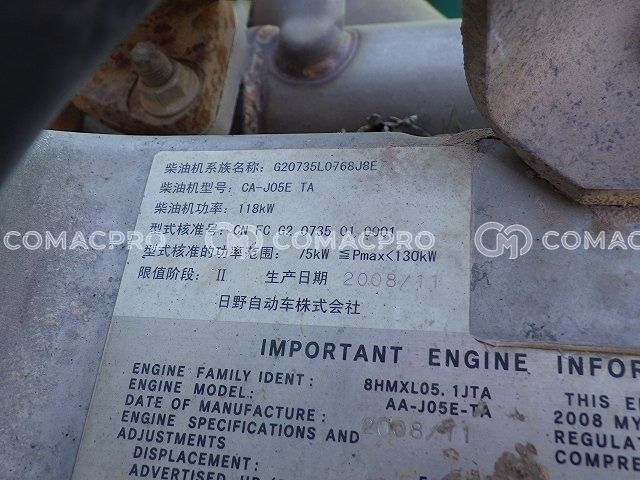 柴油机系族名称: G20735L0768J8E
柴油机型号: CA-J05E TA
柴油机功率: 118kW
型式核准号: CN FC G2 0735 01 0001
型式核准的功率范围: 75kW ≦Pmax<130kW
限值阶段: II 生产日期 2008/11
日野自动车株式会社
COMACPRO COMACPRO
IMPORTANT ENGINE INFOR
ENGINE FAMILY IDENT: 8HMXL05.1JTA
ENGINE MODEL: AA-J05E-TA
DATE OF MANUFACTURE: 2008/11
ENGINE SPECIFICATIONS AND
ADJUSTMENTS
DISPLACEMENT:
THIS EN
2008 MY
REGULAT
COMPRE